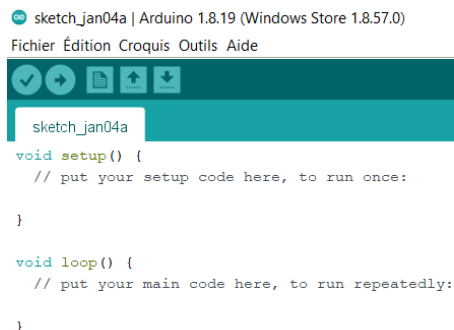 sketch_jan04a | Arduino 1.8.19 (Windows Store 1.8.57.0)
Fichier Édition Croquis Outils Aide
sketch_jan04a
void setup() {
  // put your setup code here, to run once:
}
void loop() {
  // put your main code here, to run repeatedly:
}